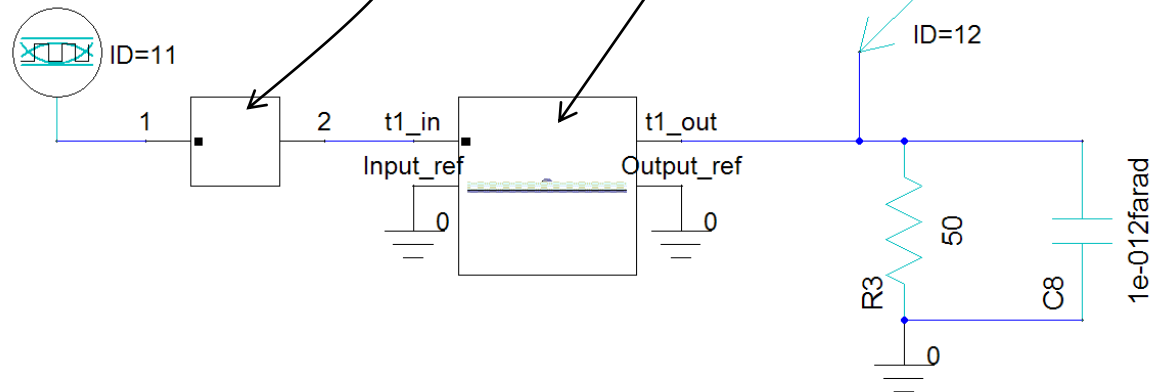 ID=11
ID=12
1
2
t1_in
t1_out
Input_ref
Output_ref
0
0
50
R3
C8
1e-012farad
0